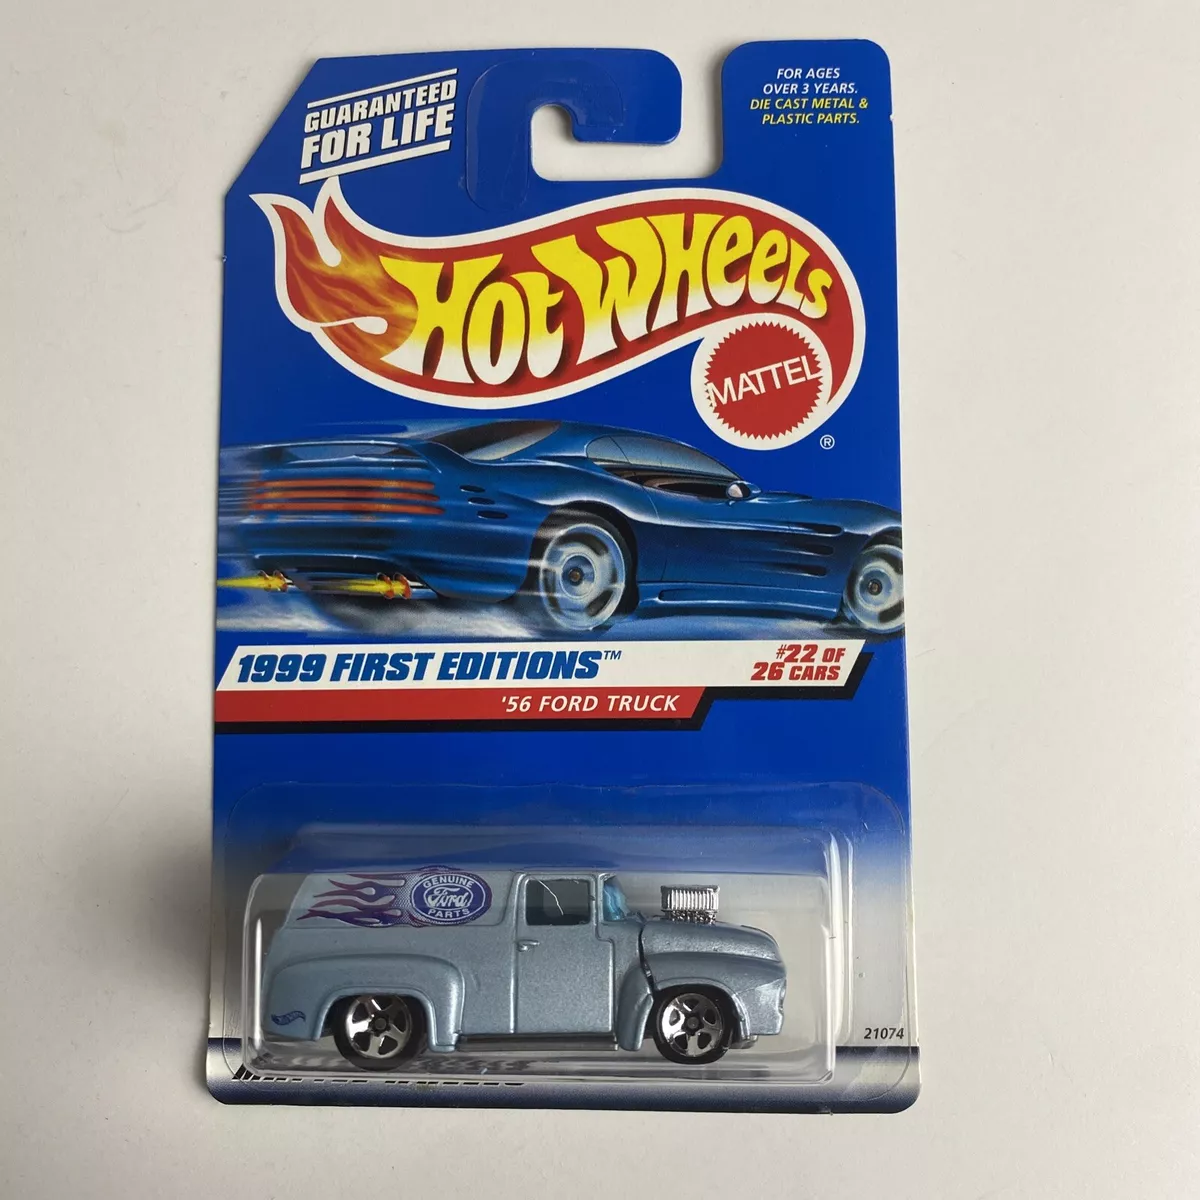 GUARANTEED
FOR LIFE
FOR AGES
OVER 3 YEARS.
DIE CAST METAL &
PLASTIC PARTS.
HOT WHEELS
MATTEL
®
1999 FIRST EDITIONS™
#22 OF
26 CARS
'56 FORD TRUCK
GENUINE
Ford
PARTS
21074